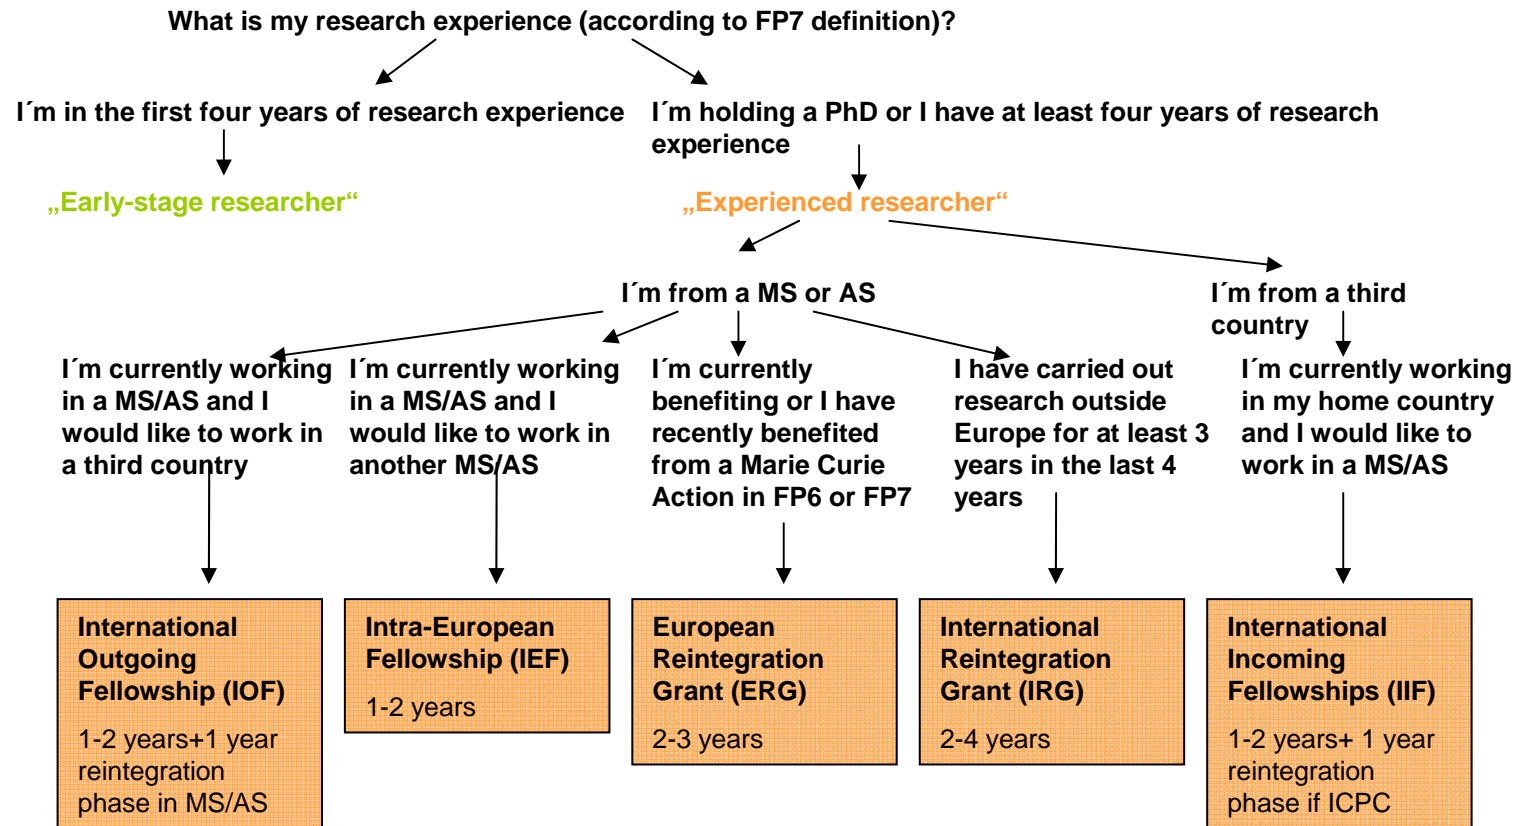 What is my research experience (according to FP7 definition)?
I´m in the first four years of research experience
I´m holding a PhD or I have at least four years of research
experience
„Early-stage researcher“
„Experienced researcher“
I´m from a MS or AS
I´m from a third
country
I´m currently working
in a MS/AS and I
would like to work in
a third country
I´m currently working
in a MS/AS and I
would like to work in
another MS/AS
I´m currently
benefiting or I have
recently benefited
from a Marie Curie
Action in FP6 or FP7
I have carried out
research outside
Europe for at least 3
years in the last 4
years
I´m currently working
in my home country
and I would like to
work in a MS/AS
International
Outgoing
Fellowship (IOF)
1-2 years+1 year
reintegration
phase in MS/AS
Intra-European
Fellowship (IEF)
1-2 years
European
Reintegration
Grant (ERG)
2-3 years
International
Reintegration
Grant (IRG)
2-4 years
International
Incoming
Fellowships (IIF)
1-2 years+ 1 year
reintegration
phase if ICPC